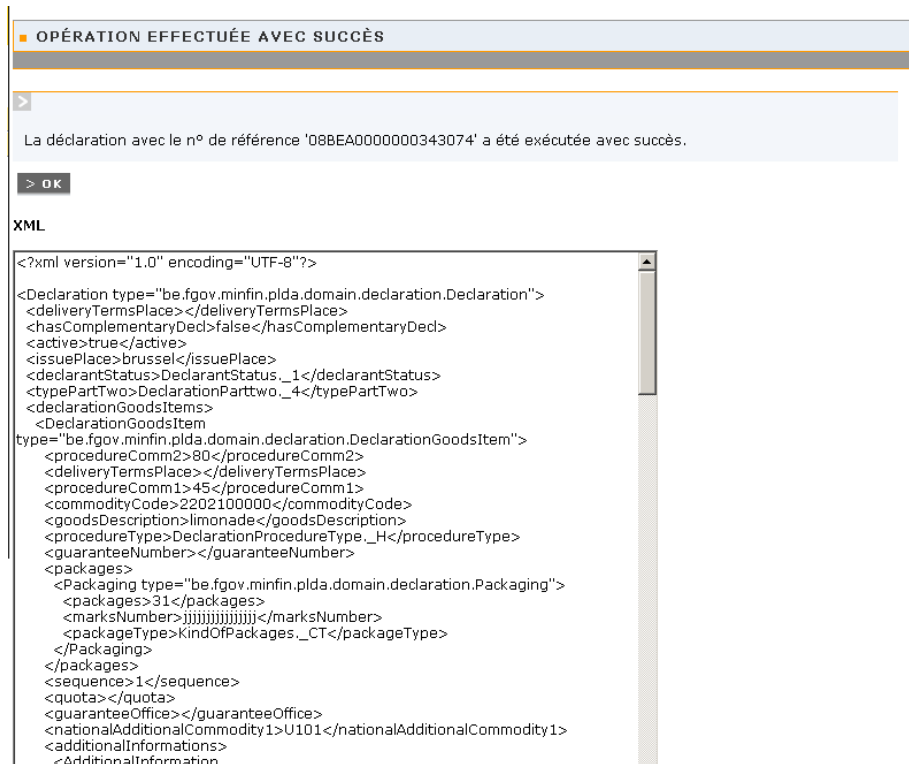 OPÉRATION EFFECTUÉE AVEC SUCCÈS
La déclaration avec le nº de référence '08BEA0000000343074' a été exécutée avec succès.
> OK
XML
<?xml version="1.0" encoding="UTF-8"?>
<Declaration type="be.fgov.minfin.plda.domain.declaration.Declaration">
<deliveryTermsPlace></deliveryTermsPlace>
<hasComplementaryDecl>false</hasComplementaryDecl>
<active>true</active>
<issuePlace>brussel</issuePlace>
<declarantStatus>DeclarantStatus._1</declarantStatus>
<typePartTwo>DeclarationParttwo._4</typePartTwo>
<declarationGoodsItems>
<DeclarationGoodsItem
type="be.fgov.minfin.plda.domain.declaration.DeclarationGoodsItem">
<procedureComm2>80</procedureComm2>
<deliveryTermsPlace></deliveryTermsPlace>
<procedureComm1>45</procedureComm1>
<commodityCode>2202100000</commodityCode>
<goodsDescription>limonade</goodsDescription>
<procedureType>DeclarationProcedureType._H</procedureType>
<guaranteeNumber></guaranteeNumber>
<packages>
<Packaging type="be.fgov.minfin.plda.domain.declaration.Packaging">
<packages>31</packages>
<marksNumber>jjjjjjjjjjjjjjjj</marksNumber>
<packageType>KindOfPackages._CT</packageType>
</Packaging>
</packages>
<sequence>1</sequence>
<quota></quota>
<guaranteeOffice></guaranteeOffice>
<nationalAdditionalCommodity1>U101</nationalAdditionalCommodity1>
<additionalInformations>
<AdditionalInformation